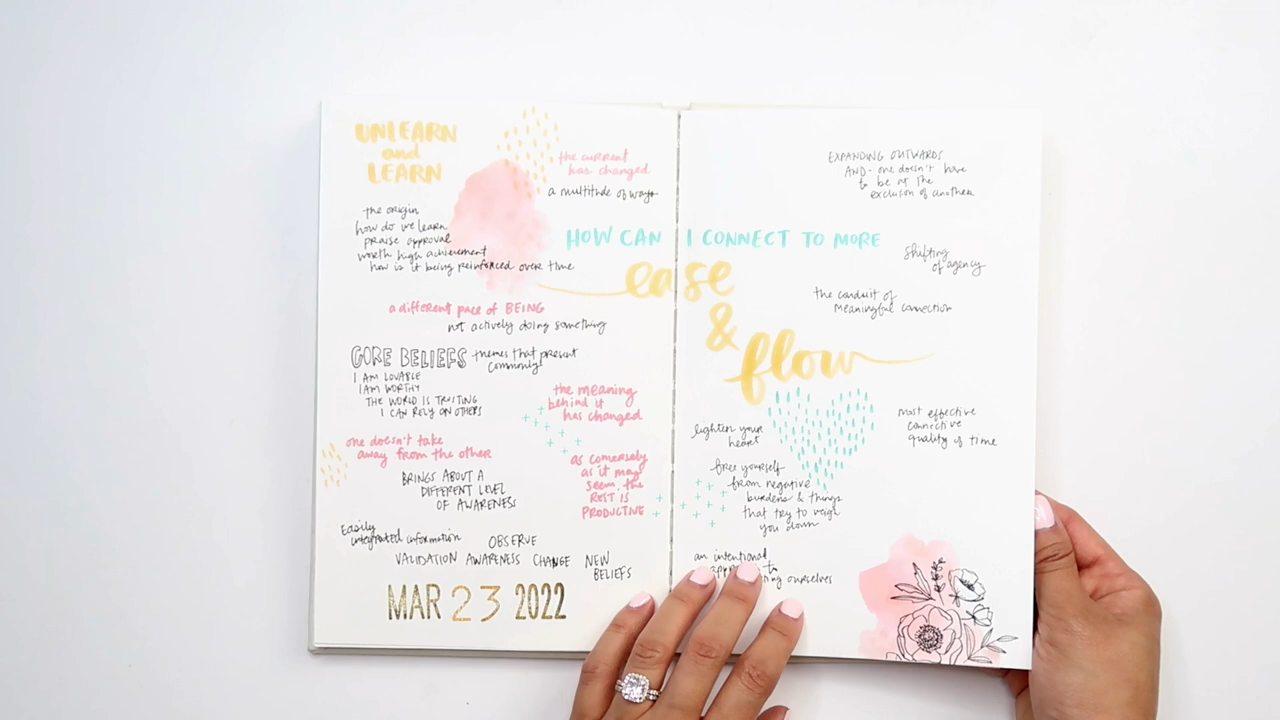 UNLEARN
and
LEARN
the current
has changed
a multitude of ways
the origin
how do we learn
praise approval
worth high achievement
how is it being reinforced over time
a different pace of BEING
not actively doing something
CORE BELIEFS
themes that present
commonly
I AM LOVABLE
I AM WORTHY
THE WORLD IS TRUSTING
I CAN RELY ON OTHERS
the meaning
behind it
has changed
one doesn't take
away from the other
BRINGS ABOUT A
DIFFERENT LEVEL
OF AWARENESS
as conversely
as it may
seem, the
REST IS
PRODUCTIVE
Easily
integrated information
OBSERVE
VALIDATION AWARENESS CHANGE NEW
BELIEFS
MAR 23 2022
HOW CAN I CONNECT TO MORE
ease
&
flow
EXPANDING OUTWARDS
AND - one doesn't have
to be at the
exclusion of another
shifting
of agency
the conduit of
meaningful connection
lighten your
heart
most effective
connective
quality of time
free yourself
from negative
burdens & things
that try to weigh
you down
an intentional
to
ourselves